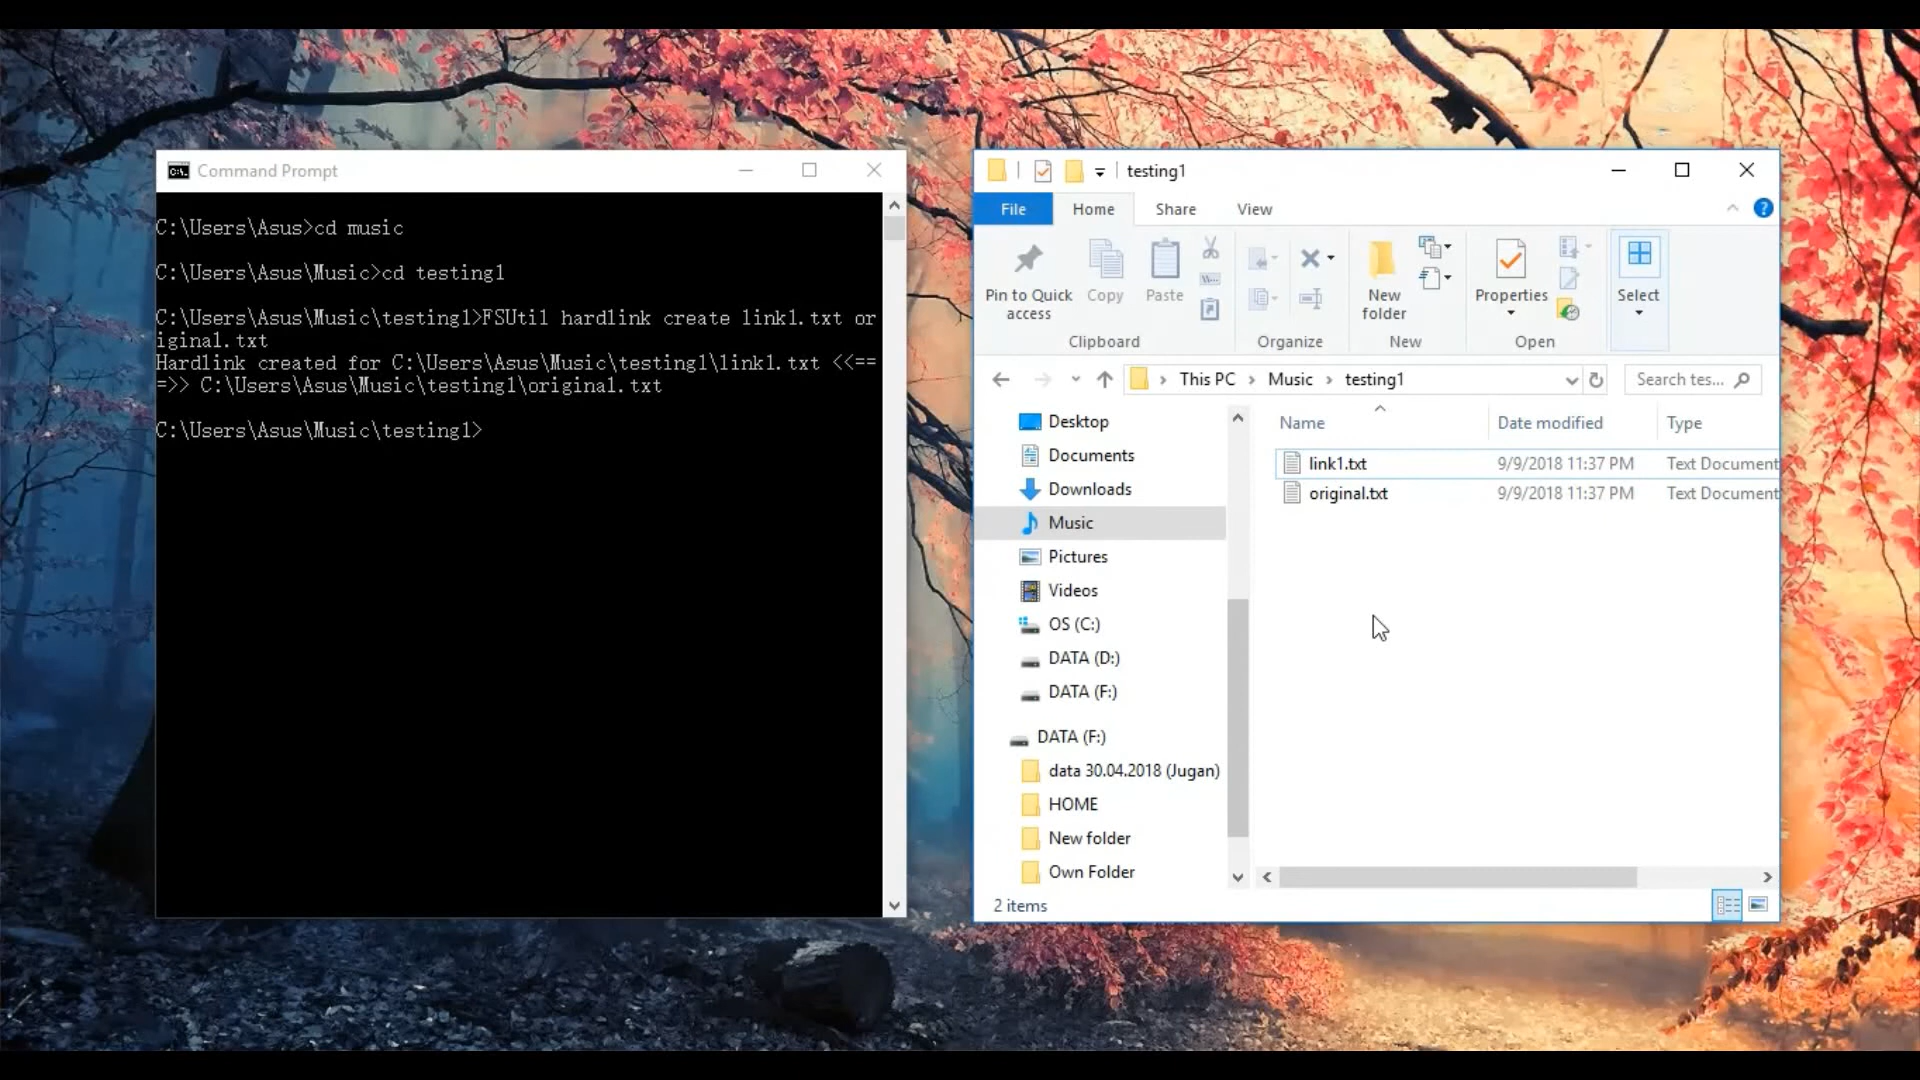 Command Prompt
C:\Users\Asus>cd music
C:\Users\Asus\Music>cd testing1
C:\Users\Asus\Music\testing1>FSUtil hardlink create link1.txt or
iginal.txt
Hardlink created for C:\Users\Asus\Music\testing1\link1.txt <<==
=>> C:\Users\Asus\Music\testing1\original.txt
C:\Users\Asus\Music\testing1>
testing1
File Home Share View
Pin to Quick access
Copy
Paste
New folder
Properties
Select
Clipboard Organize New Open
This PC > Music > testing1
Search tes...
Name Date modified Type
link1.txt 9/9/2018 11:37 PM Text Document
original.txt 9/9/2018 11:37 PM Text Document
Desktop
Documents
Downloads
Music
Pictures
Videos
OS (C:)
DATA (D:)
DATA (F:)
DATA (F:)
data 30.04.2018 (Jugan)
HOME
New folder
Own Folder
2 items